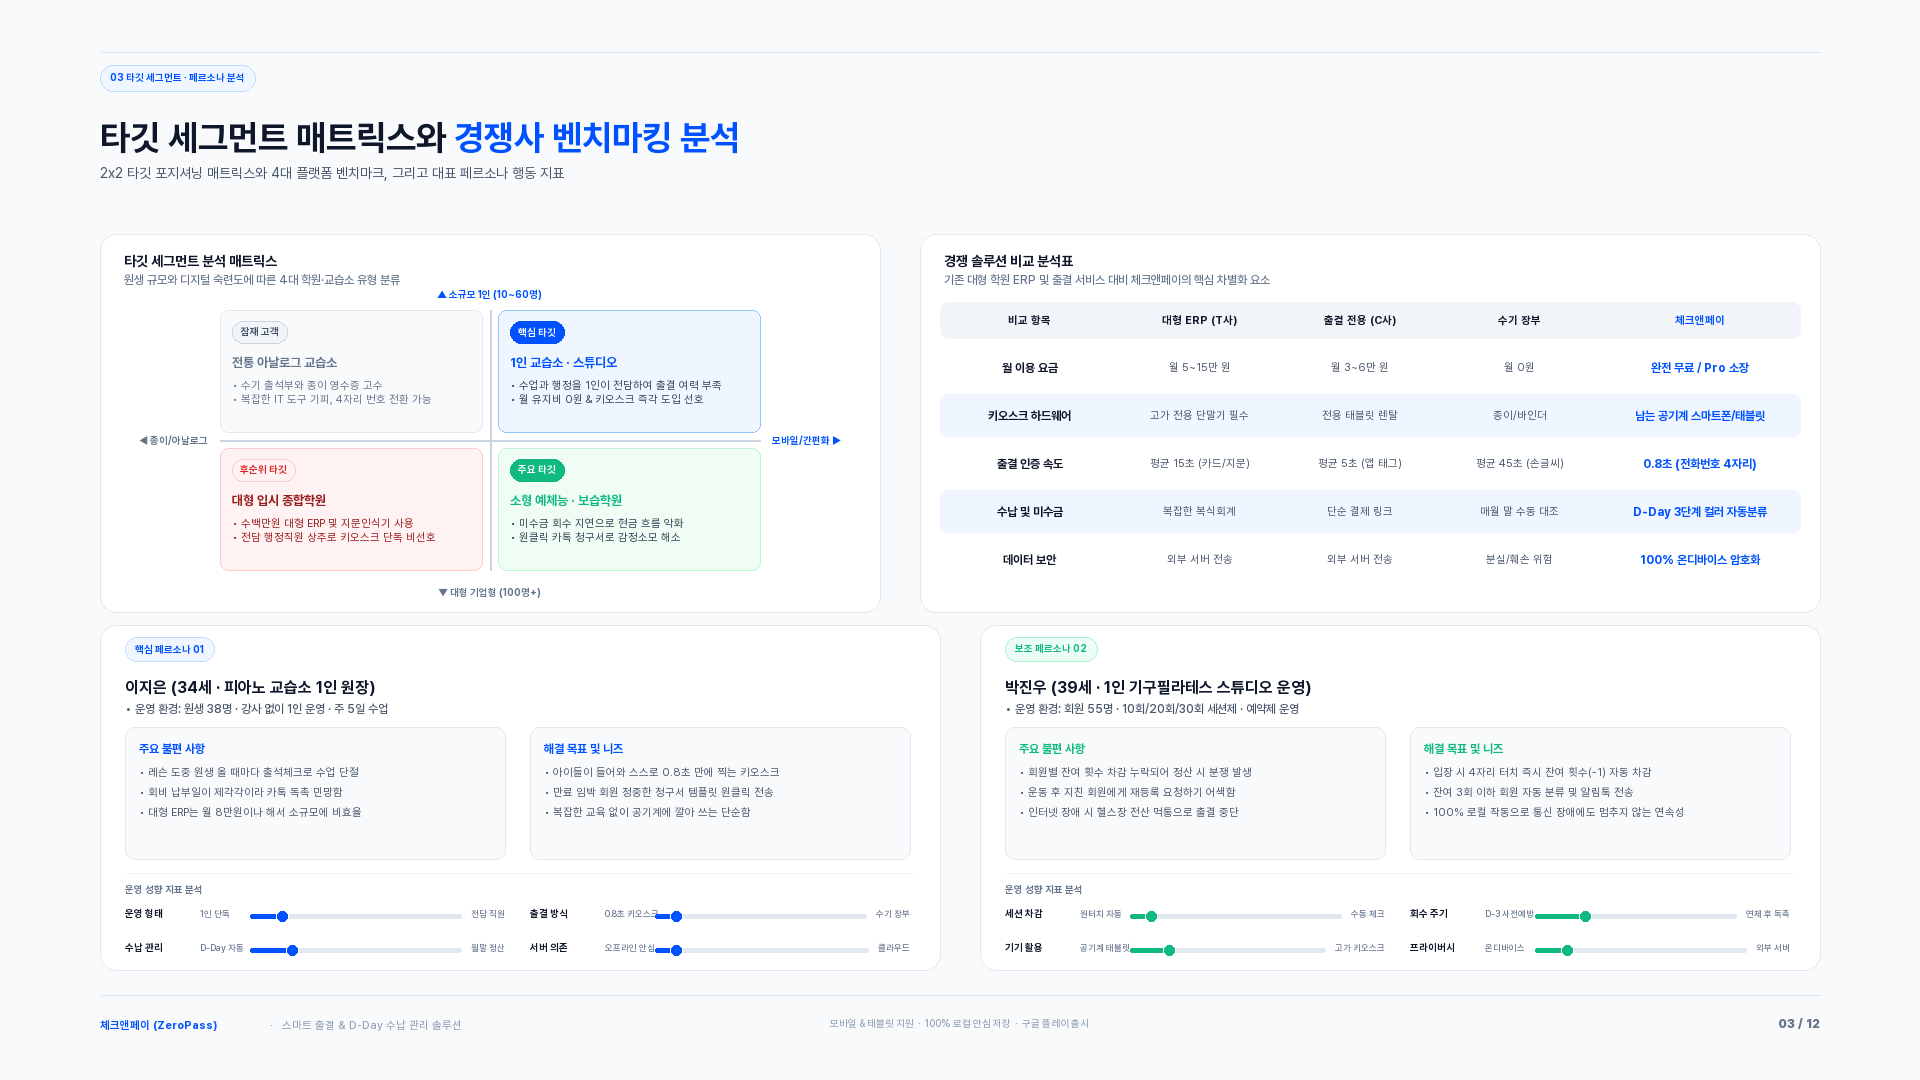 03 타깃 세그먼트 · 페르소나 분석
타깃 세그먼트 매트릭스와 경쟁사 벤치마킹 분석
2x2 타깃 포지셔닝 매트릭스와 4대 플랫폼 벤치마크, 그리고 대표 페르소나 행동 지표
타깃 세그먼트 분석 매트릭스
원생 규모와 디지털 숙련도에 따른 4대 학원·교습소 유형 분류
▲ 소규모 1인 (10~60명)
잠재 고객
전통 아날로그 교습소
• 수기 출석부와 종이 영수증 고수
• 복잡한 IT 도구 기피, 4자리 번호 전환 가능
핵심 타깃
1인 교습소 · 스튜디오
• 수업과 행정을 1인이 전담하여 출결 여력 부족
• 월 유지비 0원 & 키오스크 즉각 도입 선호
◀ 종이/아날로그
모바일/간편화 ▶
후순위 타깃
대형 입시 종합학원
• 수백만원 대형 ERP 및 지문인식기 사용
• 전담 행정직원 상주로 키오스크 단독 비선호
주요 타깃
소형 예체능 · 보습학원
• 미수금 회수 지연으로 현금 흐름 악화
• 원클릭 카톡 청구서로 감정소모 해소
▼ 대형 기업형 (100명+)
경쟁 솔루션 비교 분석표
기존 대형 학원 ERP 및 출결 서비스 대비 체크앤페이의 핵심 차별화 요소
비교 항목 대형 ERP (T사) 출결 전용 (C사) 수기 장부 체크앤페이
월 이용 요금 월 5~15만 원 월 3~6만 원 월 0원 완전 무료 / Pro 소장
키오스크 하드웨어 고가 전용 단말기 필수 전용 태블릿 렌탈 종이/바인더 남는 공기계 스마트폰/태블릿
출결 인증 속도 평균 15초 (카드/지문) 평균 5초 (앱 태그) 평균 45초 (손글씨) 0.8초 (전화번호 4자리)
수납 및 미수금 복잡한 복식회계 단순 결제 링크 매월 말 수동 대조 D-Day 3단계 컬러 자동분류
데이터 보안 외부 서버 전송 외부 서버 전송 분실/훼손 위험 100% 온디바이스 암호화
핵심 페르소나 01
이지은 (34세 · 피아노 교습소 1인 원장)
• 운영 환경: 원생 38명 · 강사 없이 1인 운영 · 주 5일 수업
주요 불편 사항
• 레슨 도중 원생 올 때마다 출석체크로 수업 단절
• 회비 납부일이 제각각이라 카톡 독촉 민망함
• 대형 ERP는 월 8만원이나 해서 소규모에 비효율
해결 목표 및 니즈
• 아이들이 들어와 스스로 0.8초 만에 찍는 키오스크
• 만료 임박 회원 정중한 청구서 템플릿 원클릭 전송
• 복잡한 교육 없이 공기계에 깔아 쓰는 단순함
운영 성향 지표 분석
운영 형태 1인 단독 전담 직원 출결 방식 0.8초 키오스크 수기 장부
수납 관리 D-Day 자동 월말 정산 서버 의존 오프라인 안심 클라우드
보조 페르소나 02
박진우 (39세 · 1인 기구필라테스 스튜디오 운영)
• 운영 환경: 회원 55명 · 10회/20회/30회 세션제 · 예약제 운영
주요 불편 사항
• 회원별 잔여 횟수 차감 누락되어 정산 시 분쟁 발생
• 운동 후 지친 회원에게 재등록 요청하기 어색함
• 인터넷 장애 시 헬스장 전산 먹통으로 출결 중단
해결 목표 및 니즈
• 입장 시 4자리 터치 즉시 잔여 횟수(-1) 자동 차감
• 잔여 3회 이하 회원 자동 분류 및 알림톡 전송
• 100% 로컬 작동으로 통신 장애에도 멈추지 않는 연속성
운영 성향 지표 분석
세션 차감 원터치 자동 수동 체크 회수 주기 D-3 사전예방 연체 후 독촉
기기 활용 공기계 태블릿 고가 키오스크 프라이버시 온디바이스 외부 서버
체크앤페이 (ZeroPass) · 스마트 출결 & D-Day 수납 관리 솔루션
모바일 & 태블릿 지원 · 100% 로컬 안심 저장 · 구글 플레이 출시
03 / 12